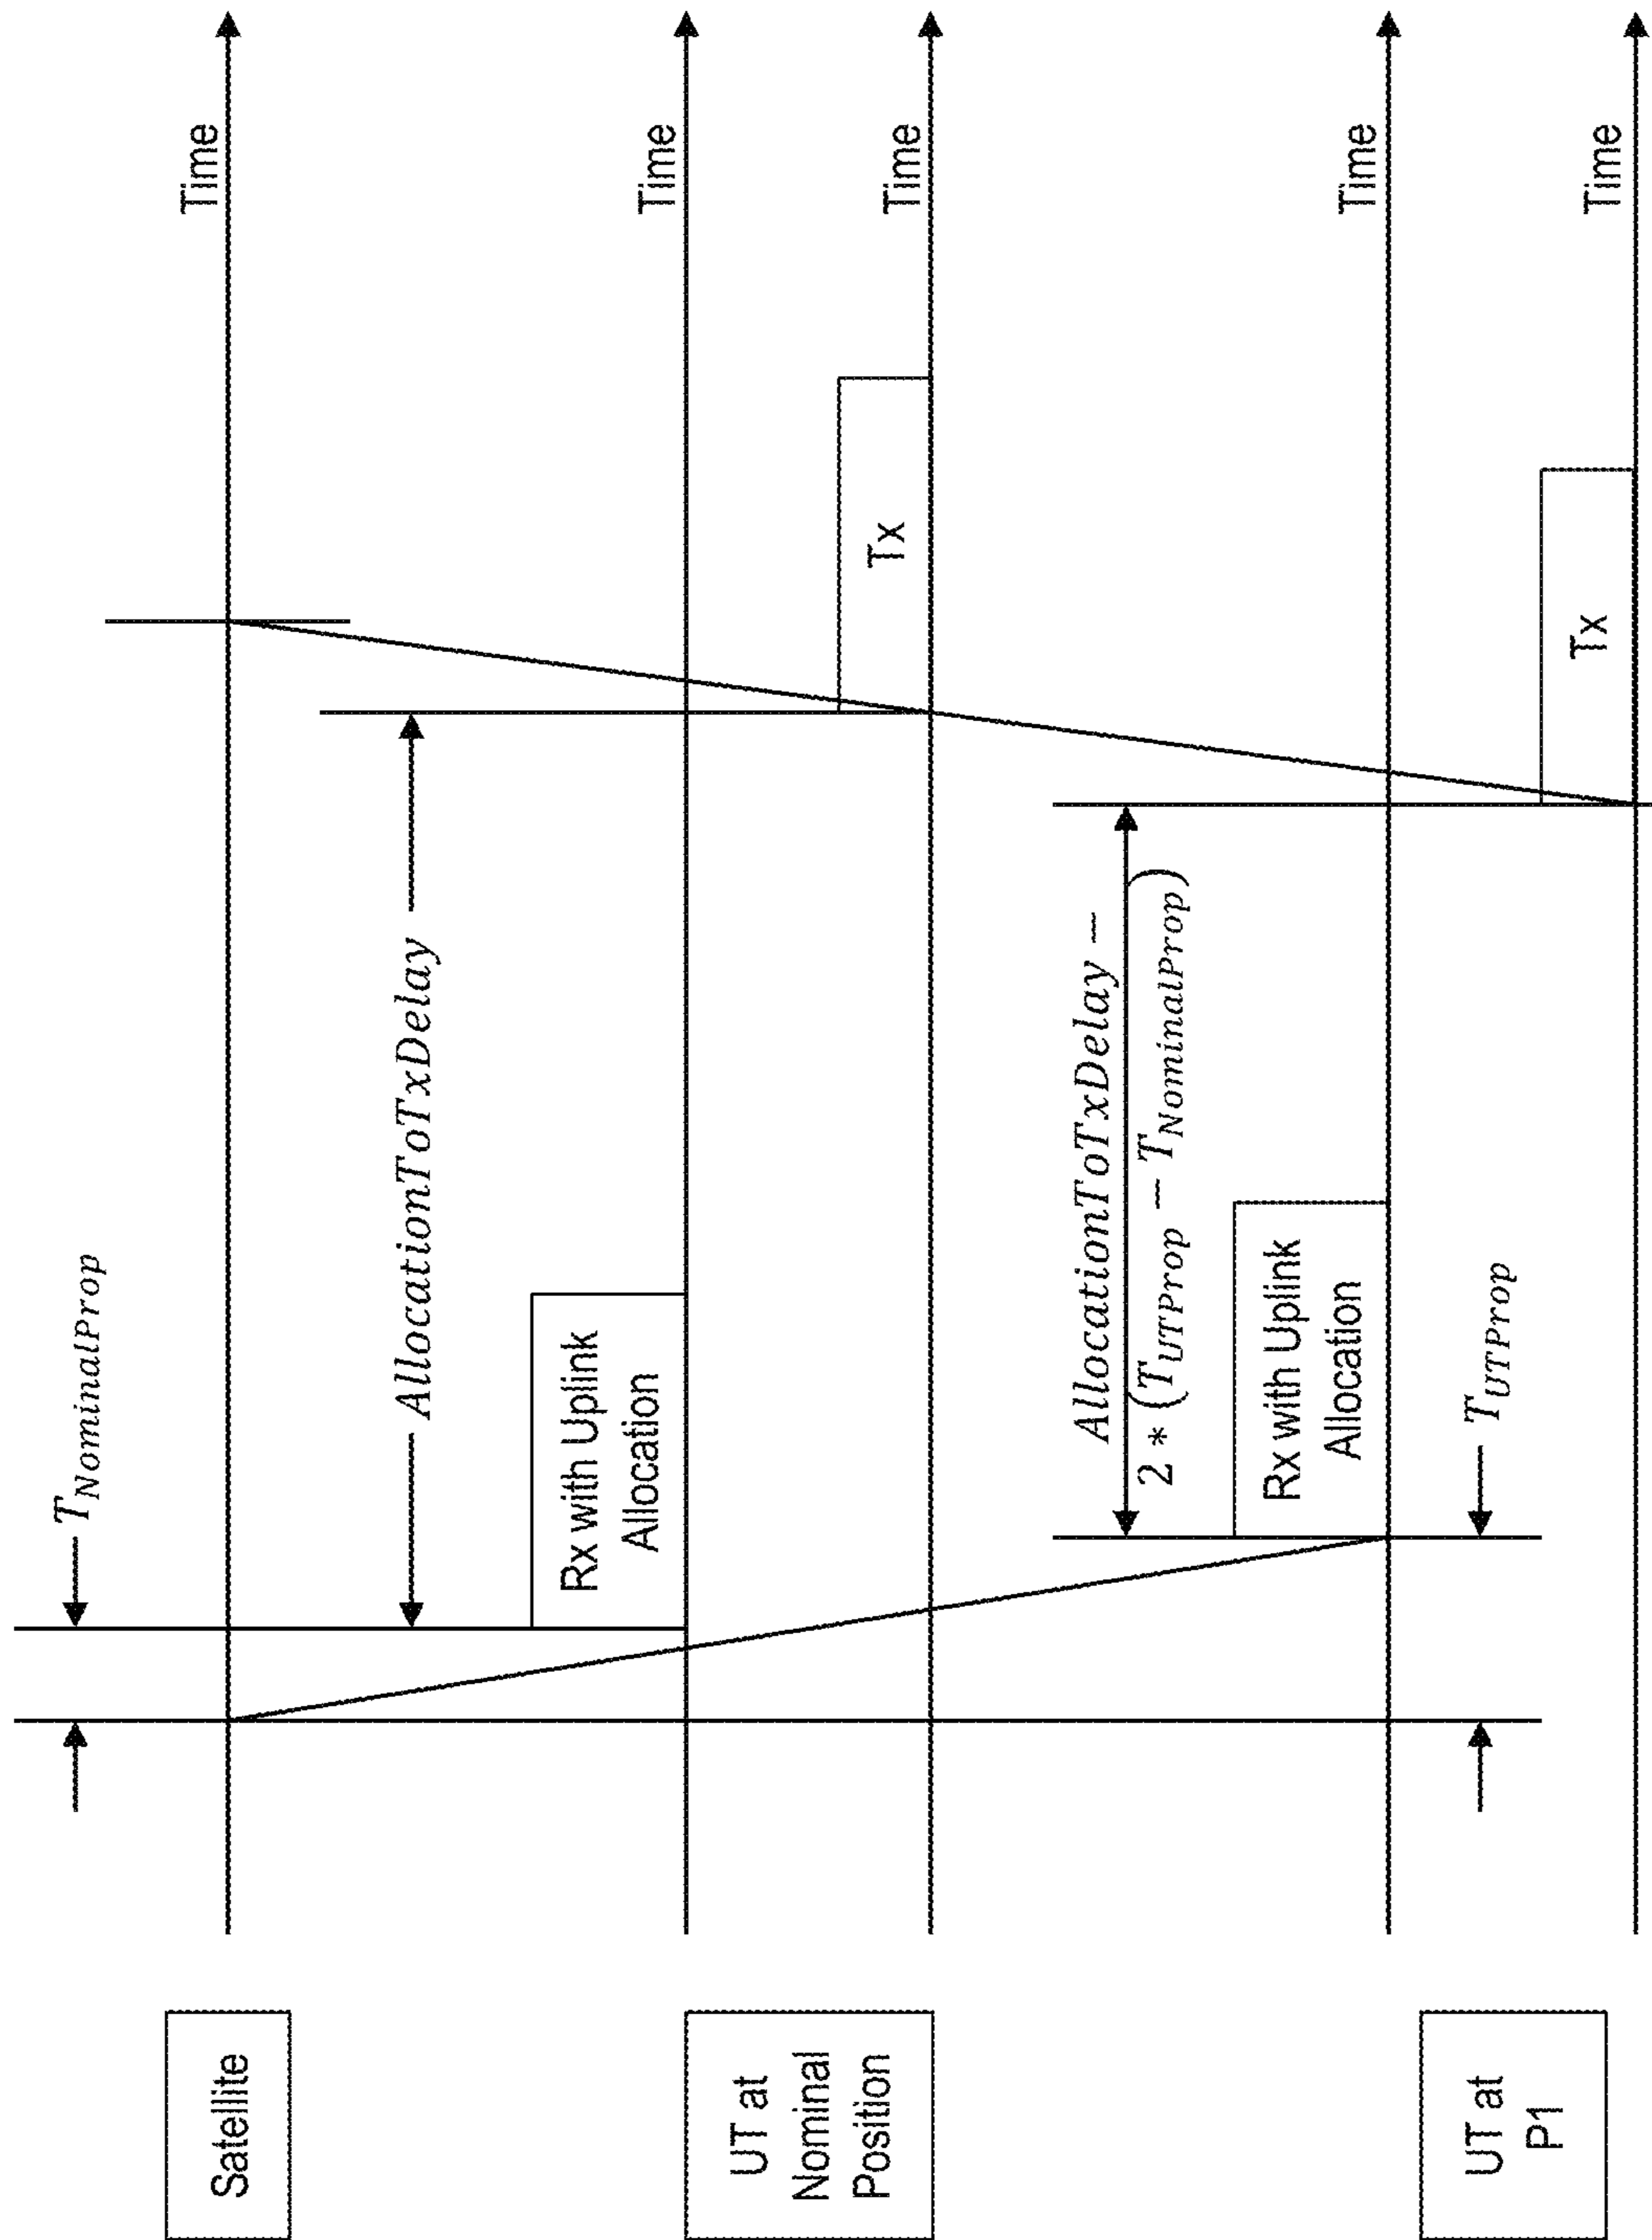 Satellite
Time
T_NominalProp
AllocationToTxDelay
UT at
Nominal
Position
Rx with Uplink
Allocation
Time
Tx
Time
AllocationToTxDelay −
2 * (T_UTProp − T_NominalProp)
Rx with Uplink
Allocation
Time
T_UTProp
UT at
P1
Tx
Time